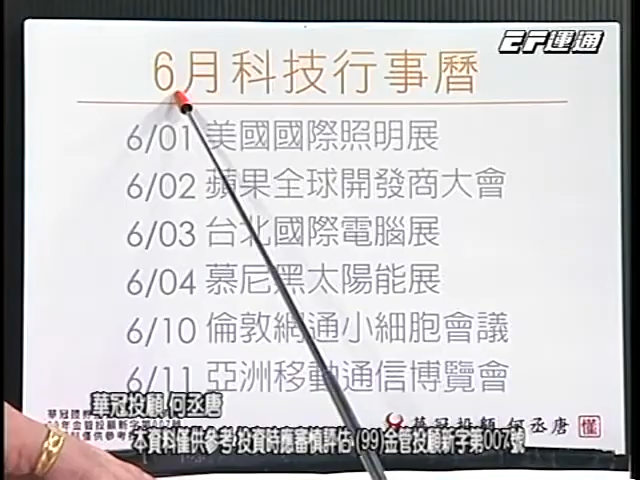 EF運通
6月科技行事曆
6/01 美國國際照明展
6/02 蘋果全球開發商大會
6/03 台北國際電腦展
6/04 慕尼黑太陽能展
6/10 倫敦網通小細胞會議
6/11 亞洲移動通信博覽會
華冠投顧 何丞唐
華冠投顧 何丞唐 懂
本資料僅供參考 投資時應審慎評估 (99)金管投顧新字第007號